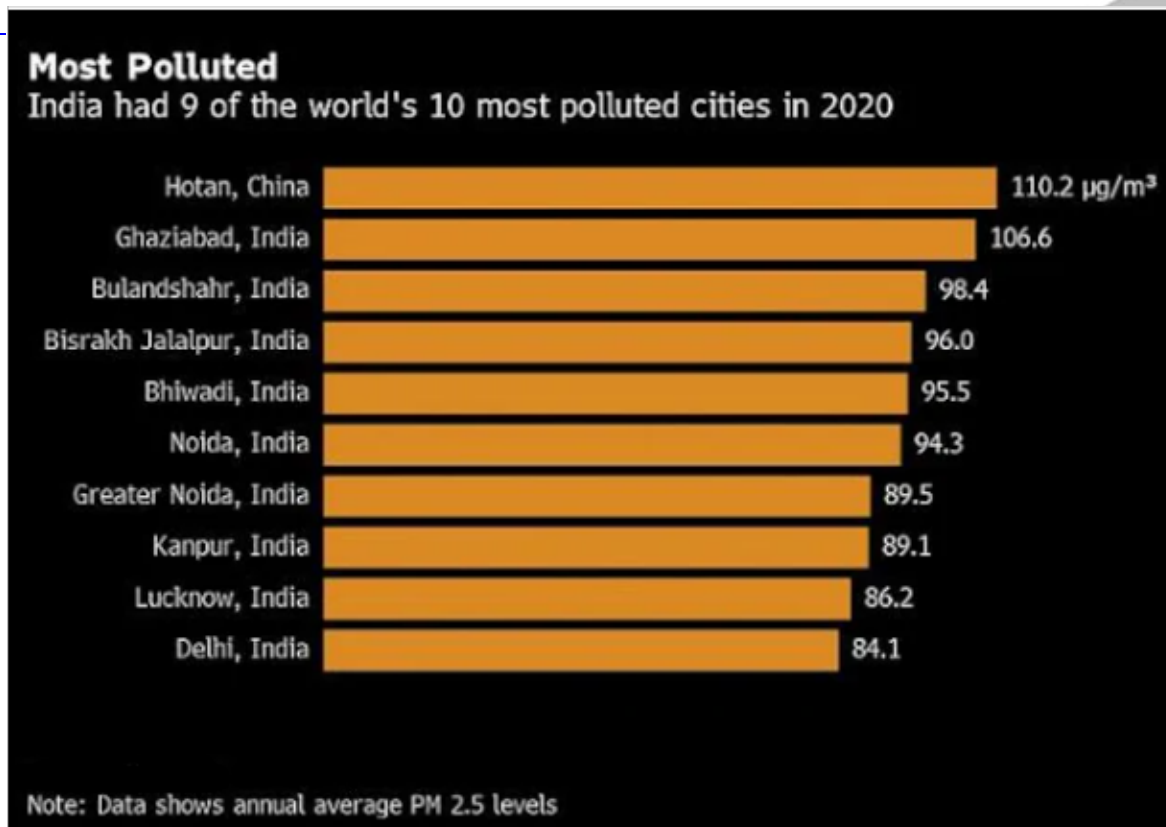 Most Polluted
India had 9 of the world's 10 most polluted cities in 2020
Hotan, China 110.2 µg/m³
Ghaziabad, India 106.6
Bulandshahr, India 98.4
Bisrakh Jalalpur, India 96.0
Bhiwadi, India 95.5
Noida, India 94.3
Greater Noida, India 89.5
Kanpur, India 89.1
Lucknow, India 86.2
Delhi, India 84.1
Note: Data shows annual average PM 2.5 levels